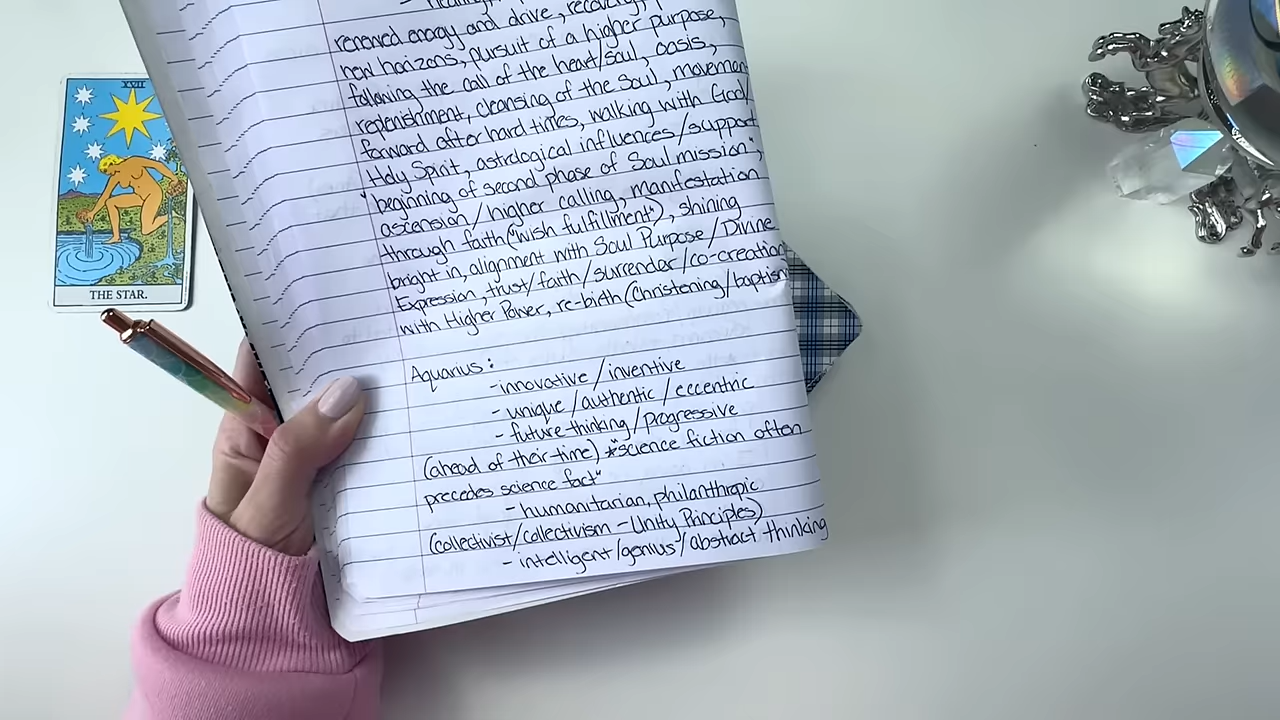 XVII
THE STAR.
renewed energy and drive, recovery,
new horizons, pursuit of a higher purpose,
following the call of the heart/soul, oasis,
replenishment, cleansing of the Soul, movement
forward after hard times, walking with God/
Holy Spirit, astrological influences/support,
"beginning of second phase of Soul mission",
ascension/higher calling, manifestation
through faith ("wish fulfillment"), shining
bright in, alignment with Soul Purpose/Divine
Expression, trust/faith/surrender/co-creation
with Higher Power, re-birth (Christening/baptism)
Aquarius:
- innovative/inventive
- unique/authentic/eccentric
- future thinking/progressive
(ahead of their time) *"science fiction often
precedes science fact"
- humanitarian, philanthropic
(collectivist/collectivism - Unity Principles)
- intelligent/genius/abstract thinking